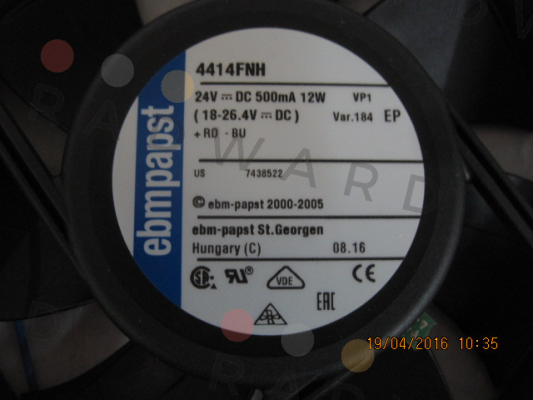 ebmpapst
4414FNH
24V ⎓ DC 500mA 12W VP1
( 18-26.4V ⎓ DC ) Var.184 EP
+ RD - BU
US 7438522
© ebm-papst 2000-2005
ebm-papst St.Georgen
Hungary (C) 08.16
VDE
CE
EAC
19/04/2016 10:35